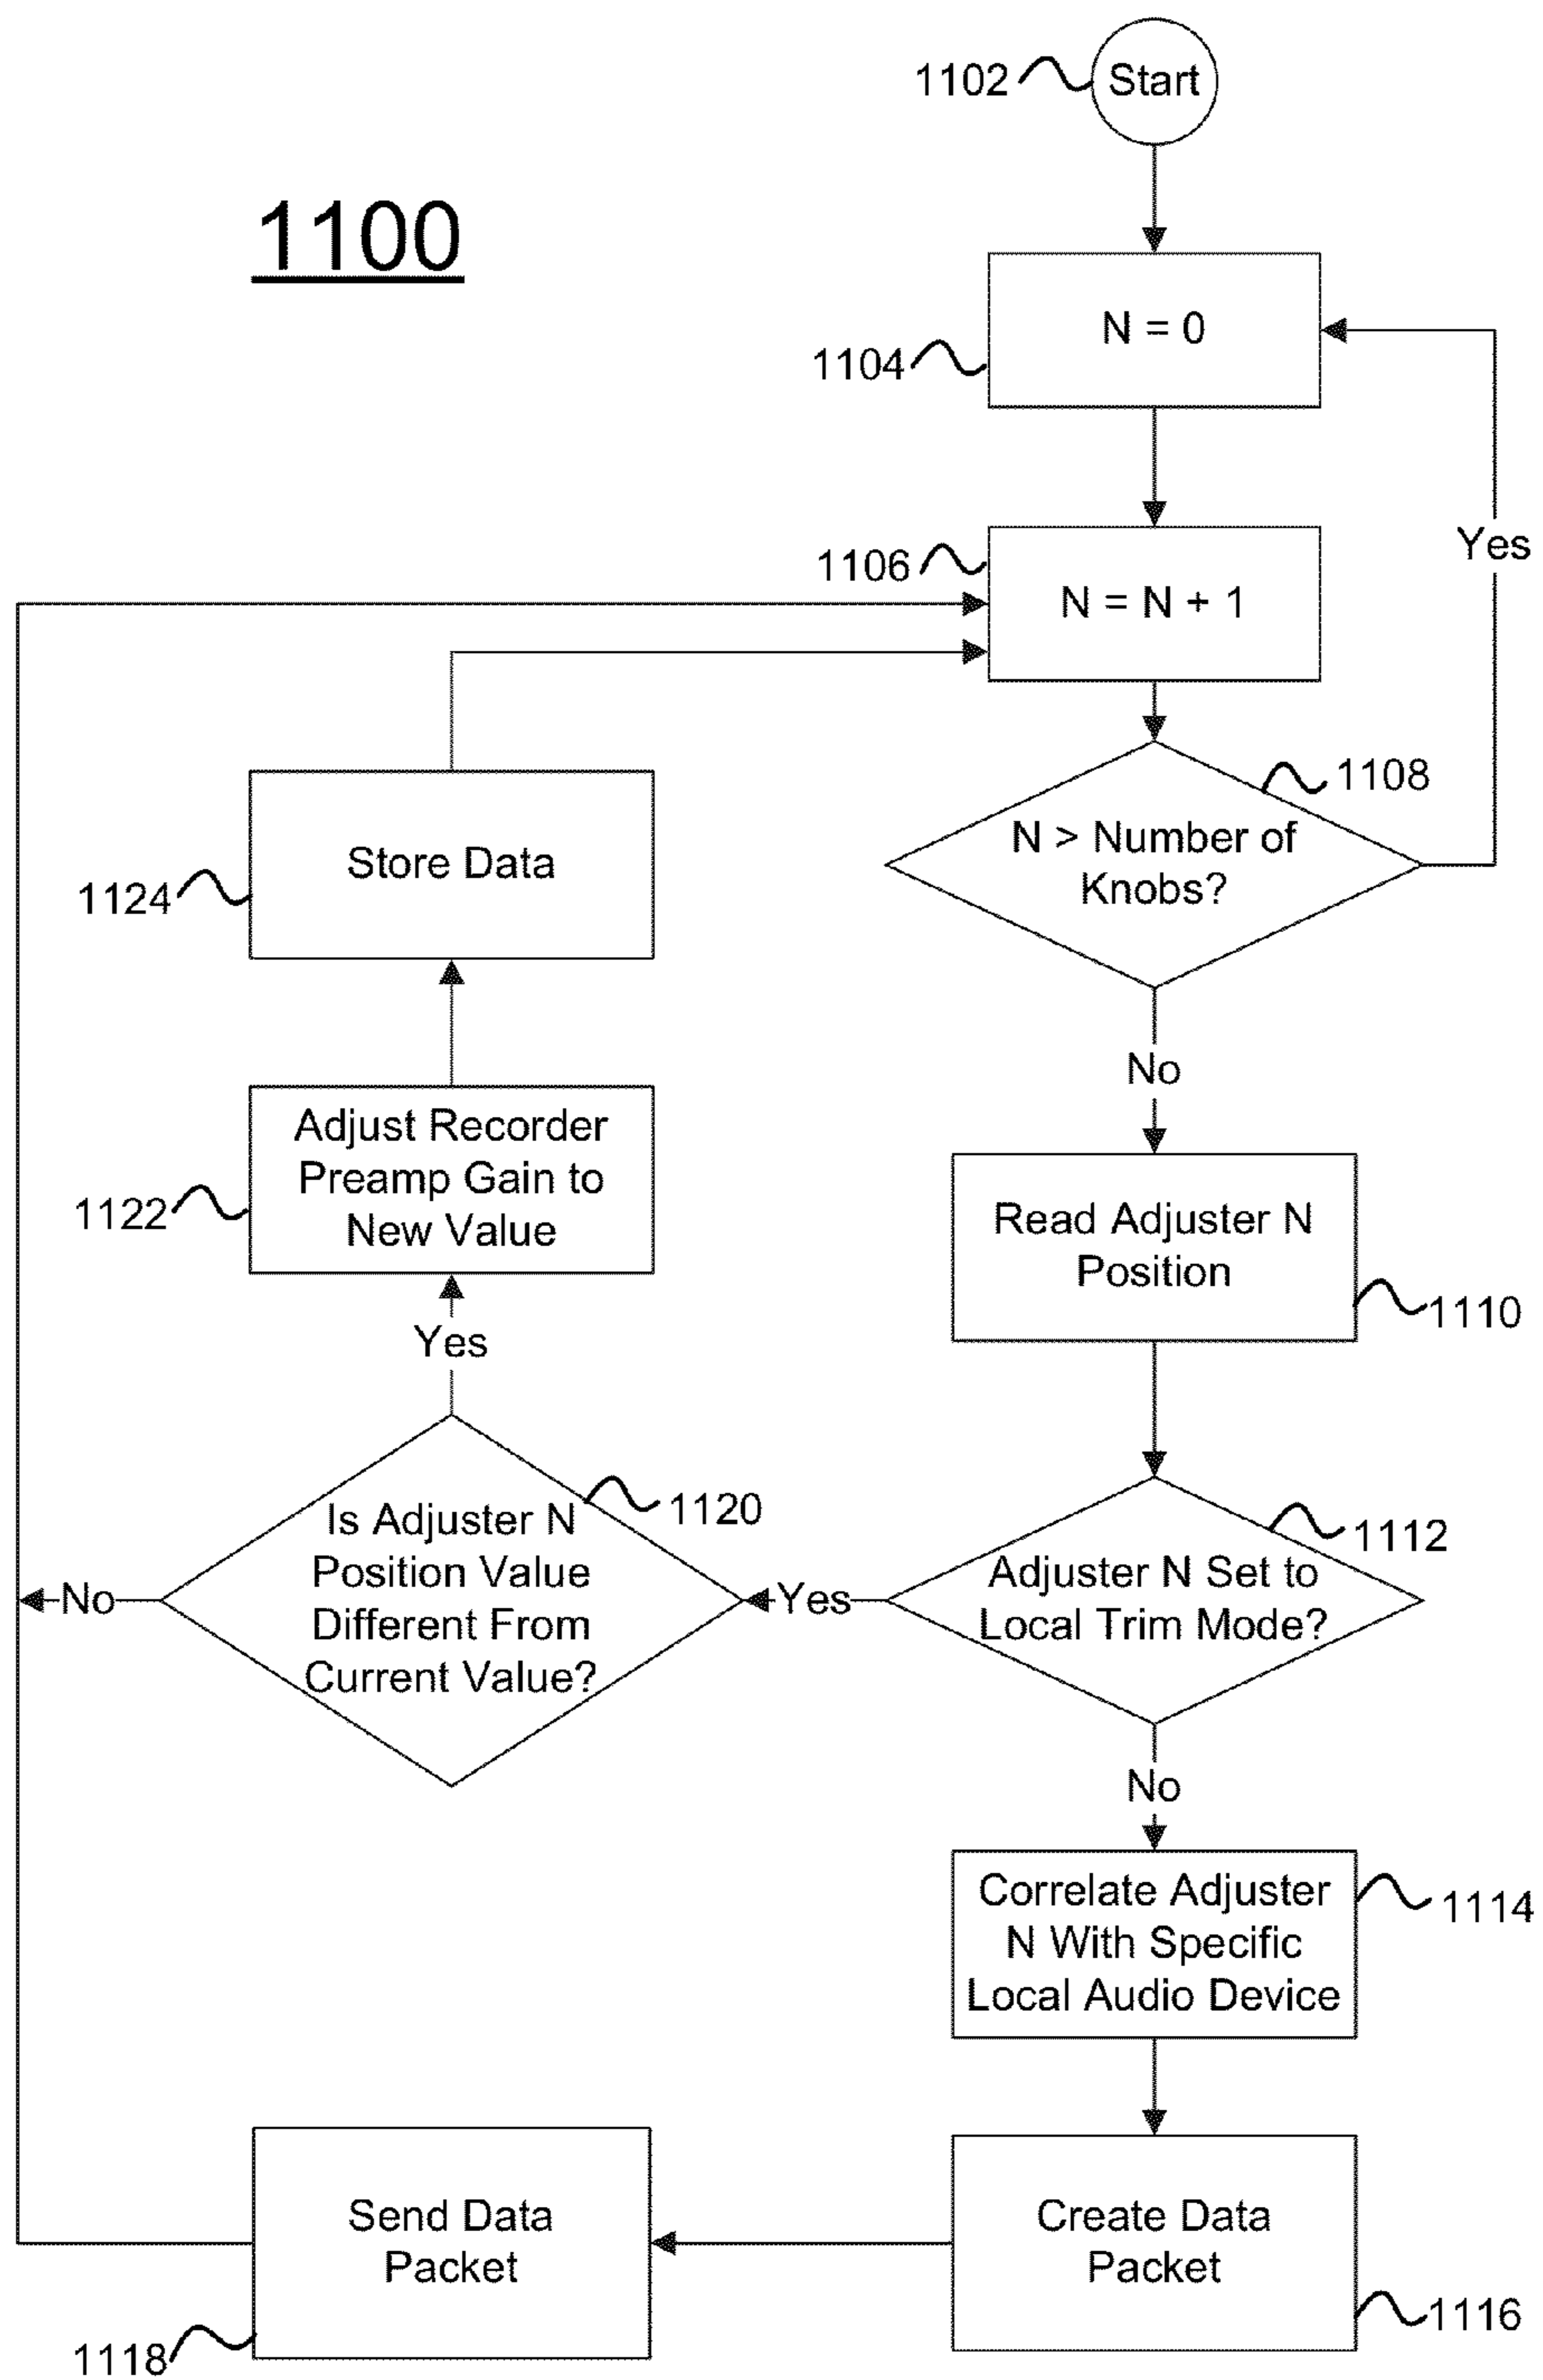 1102
Start
1100
N = 0
1104
1106
N = N + 1
Yes
1108
N > Number of
Knobs?
Store Data
1124
No
Adjust Recorder
Preamp Gain to
New Value
1122
Read Adjuster N
Position
1110
Yes
Is Adjuster N
Position Value
Different From
Current Value?
1120
No
Yes
Adjuster N Set to
Local Trim Mode?
1112
No
Correlate Adjuster
N With Specific
Local Audio Device
1114
Send Data
Packet
1118
Create Data
Packet
1116